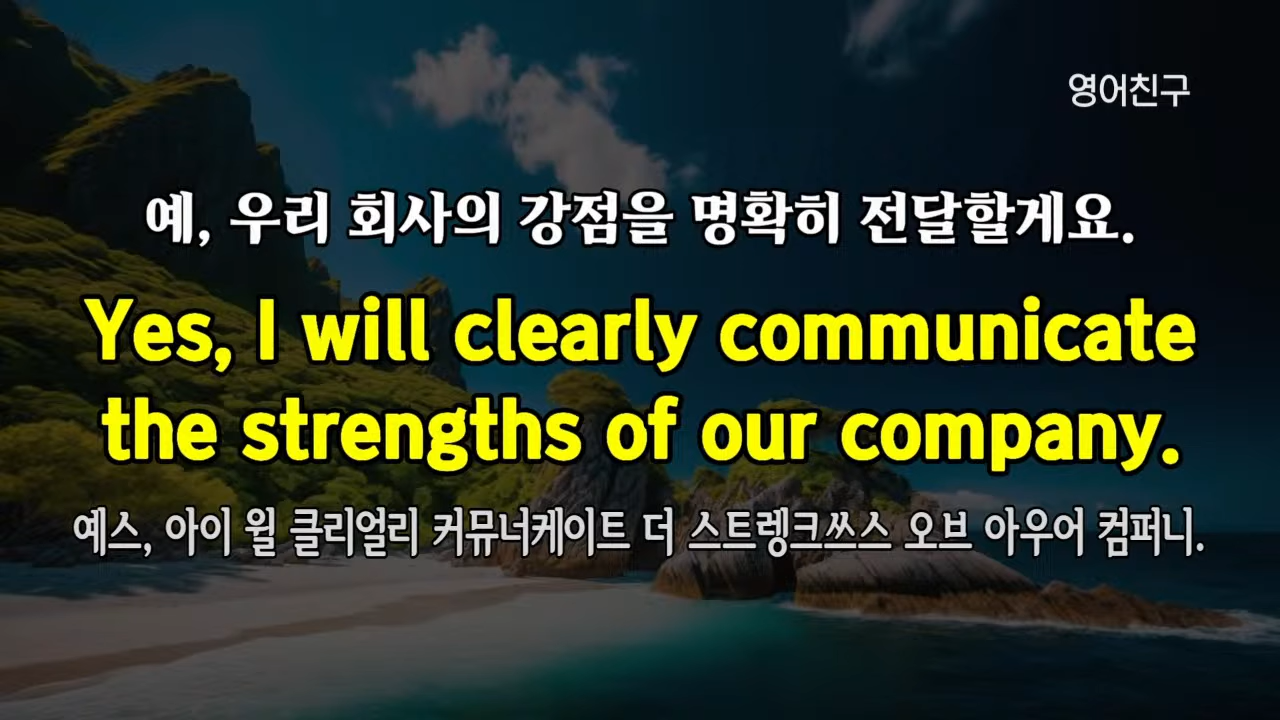 영어친구
예, 우리 회사의 강점을 명확히 전달할게요.
Yes, I will clearly communicate
the strengths of our company.
예스, 아이 윌 클리얼리 커뮤너케이트 더 스트렝크쓰스 오브 아우어 컴퍼니.